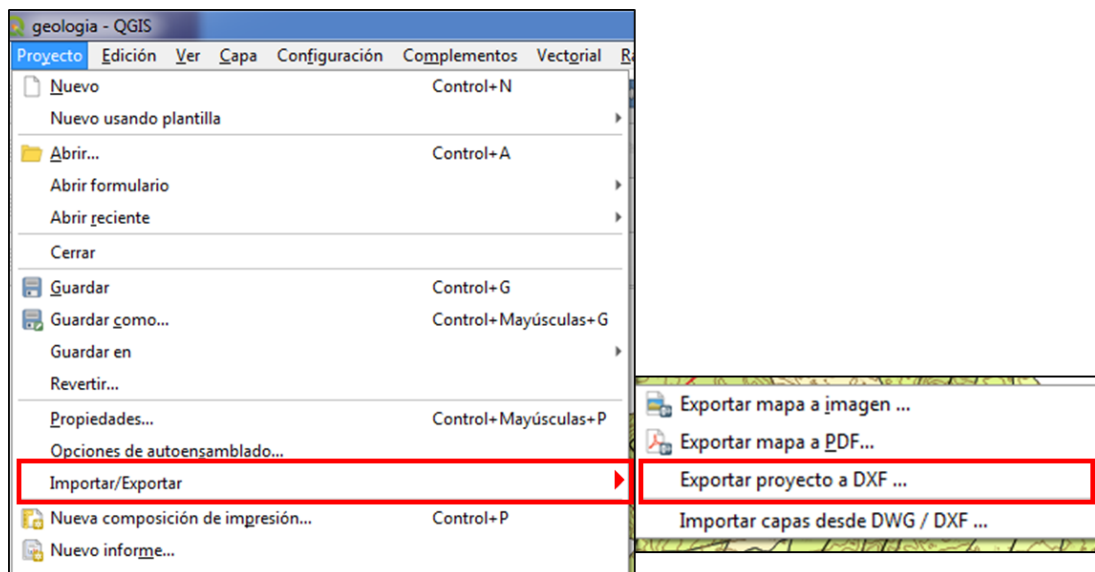 geologia - QGIS
Proyecto Edición Ver Capa Configuración Complementos Vectorial
Nuevo Control+N
Nuevo usando plantilla
Abrir... Control+A
Abrir formulario
Abrir reciente
Cerrar
Guardar Control+G
Guardar como... Control+Mayúsculas+G
Guardar en
Revertir...
Propiedades... Control+Mayúsculas+P
Opciones de autoensamblado...
Importar/Exportar
Nueva composición de impresión... Control+P
Nuevo informe...
Exportar mapa a imagen ...
Exportar mapa a PDF...
Exportar proyecto a DXF ...
Importar capas desde DWG / DXF ...